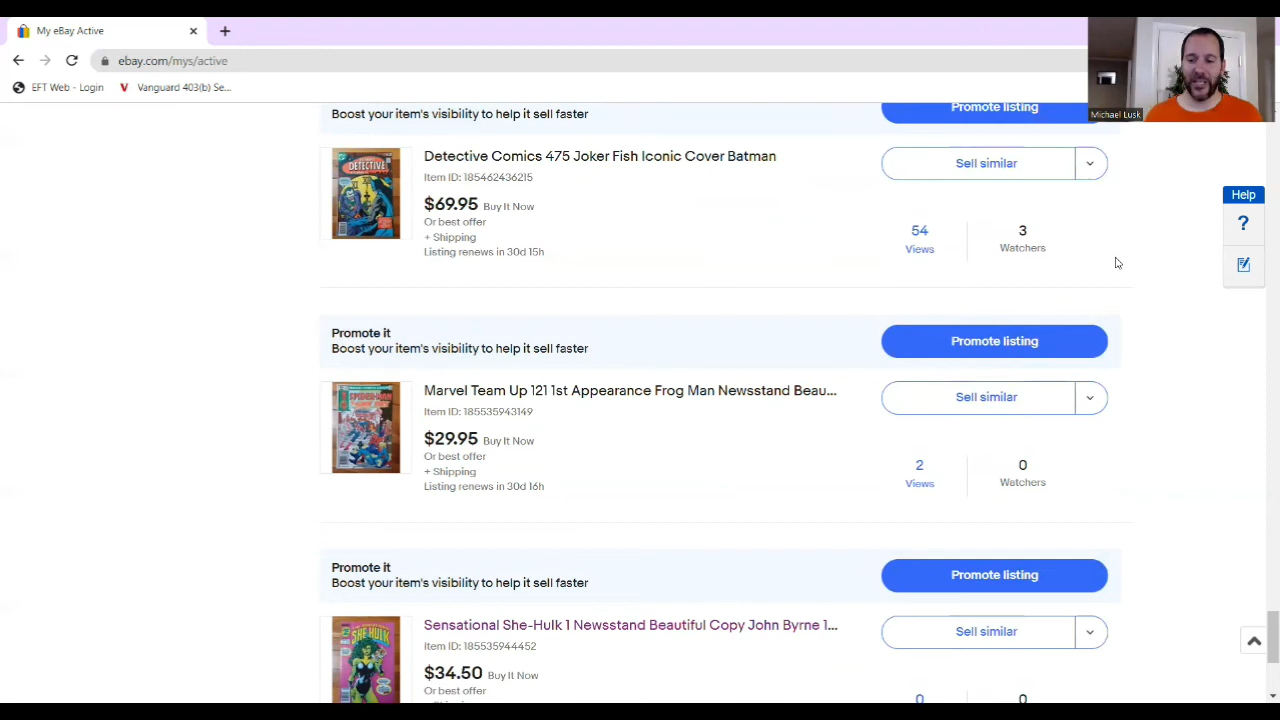 My eBay Active
ebay.com/mys/active
EFT Web - Login
Vanguard 403(b) Se...
Michael Lusk
Boost your item's visibility to help it sell faster
Promote listing
DETECTIVE
Detective Comics 475 Joker Fish Iconic Cover Batman
Item ID: 185462436215
$69.95 Buy It Now
Or best offer
+ Shipping
Listing renews in 30d 15h
Sell similar
54
Views
3
Watchers
Help
?
Promote it
Boost your item's visibility to help it sell faster
Promote listing
SPIDER-MAN
Marvel Team Up 121 1st Appearance Frog Man Newsstand Beau...
Item ID: 185535943149
$29.95 Buy It Now
Or best offer
+ Shipping
Listing renews in 30d 16h
Sell similar
2
Views
0
Watchers
Promote it
Boost your item's visibility to help it sell faster
Promote listing
SHE-HULK
Sensational She-Hulk 1 Newsstand Beautiful Copy John Byrne 1...
Item ID: 185535944452
$34.50 Buy It Now
Or best offer
Sell similar
0
0